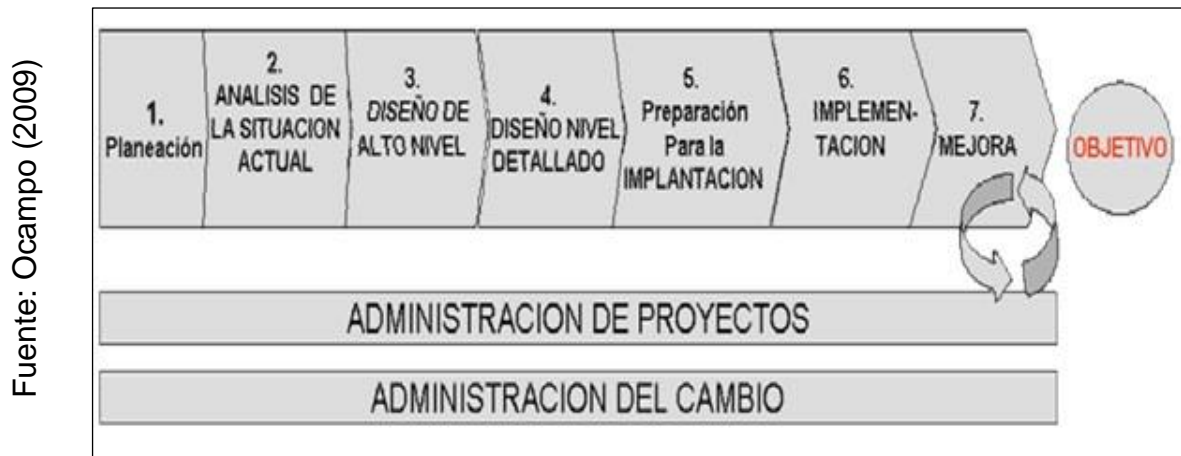 Fuente: Ocampo (2009)
1.
Planeación
2.
ANALISIS DE
LA SITUACION
ACTUAL
3.
DISEÑO DE
ALTO NIVEL
4.
DISEÑO NIVEL
DETALLADO
5.
Preparación
Para la
IMPLANTACION
6.
IMPLEMEN-
TACION
7.
MEJORA
OBJETIVO
ADMINISTRACION DE PROYECTOS
ADMINISTRACION DEL CAMBIO